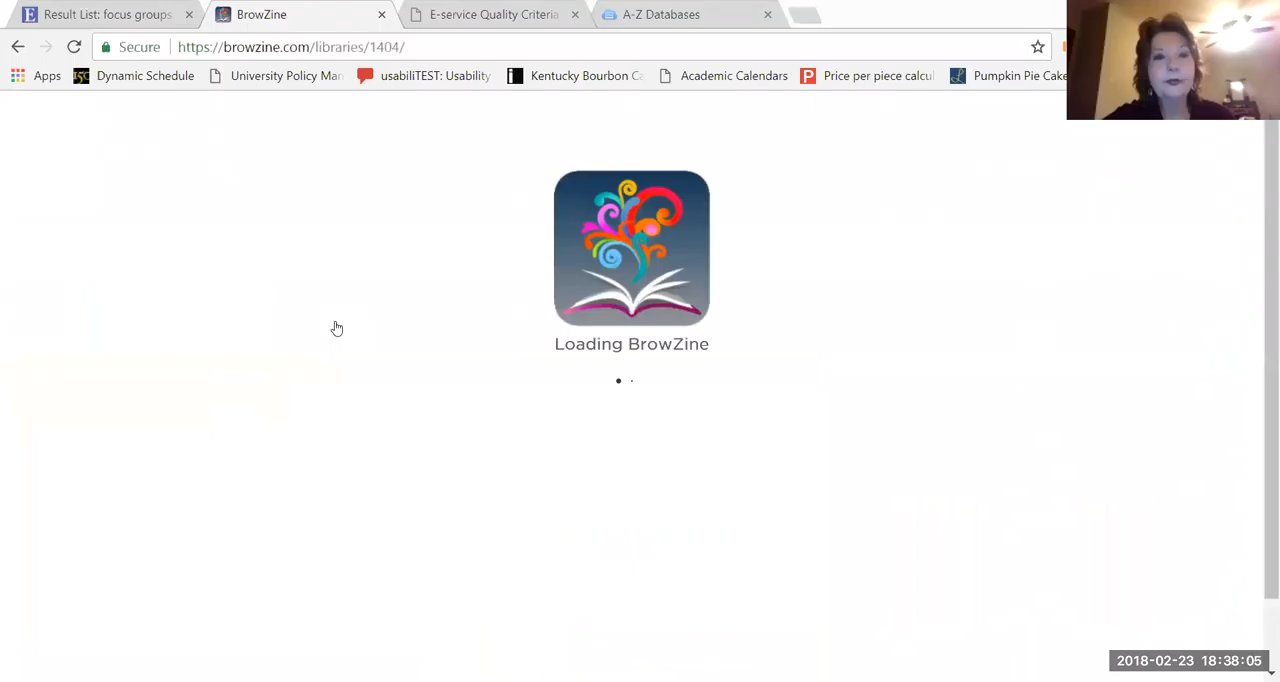 Result List: focus groups
BrowZine
E-service Quality Criteria
A-Z Databases
Secure
https://browzine.com/libraries/1404/
Apps
Dynamic Schedule
University Policy Man
usabiliTEST: Usability
Kentucky Bourbon Co
Academic Calendars
Price per piece calcul
Pumpkin Pie Cake
Loading BrowZine
2018-02-23 18:38:05